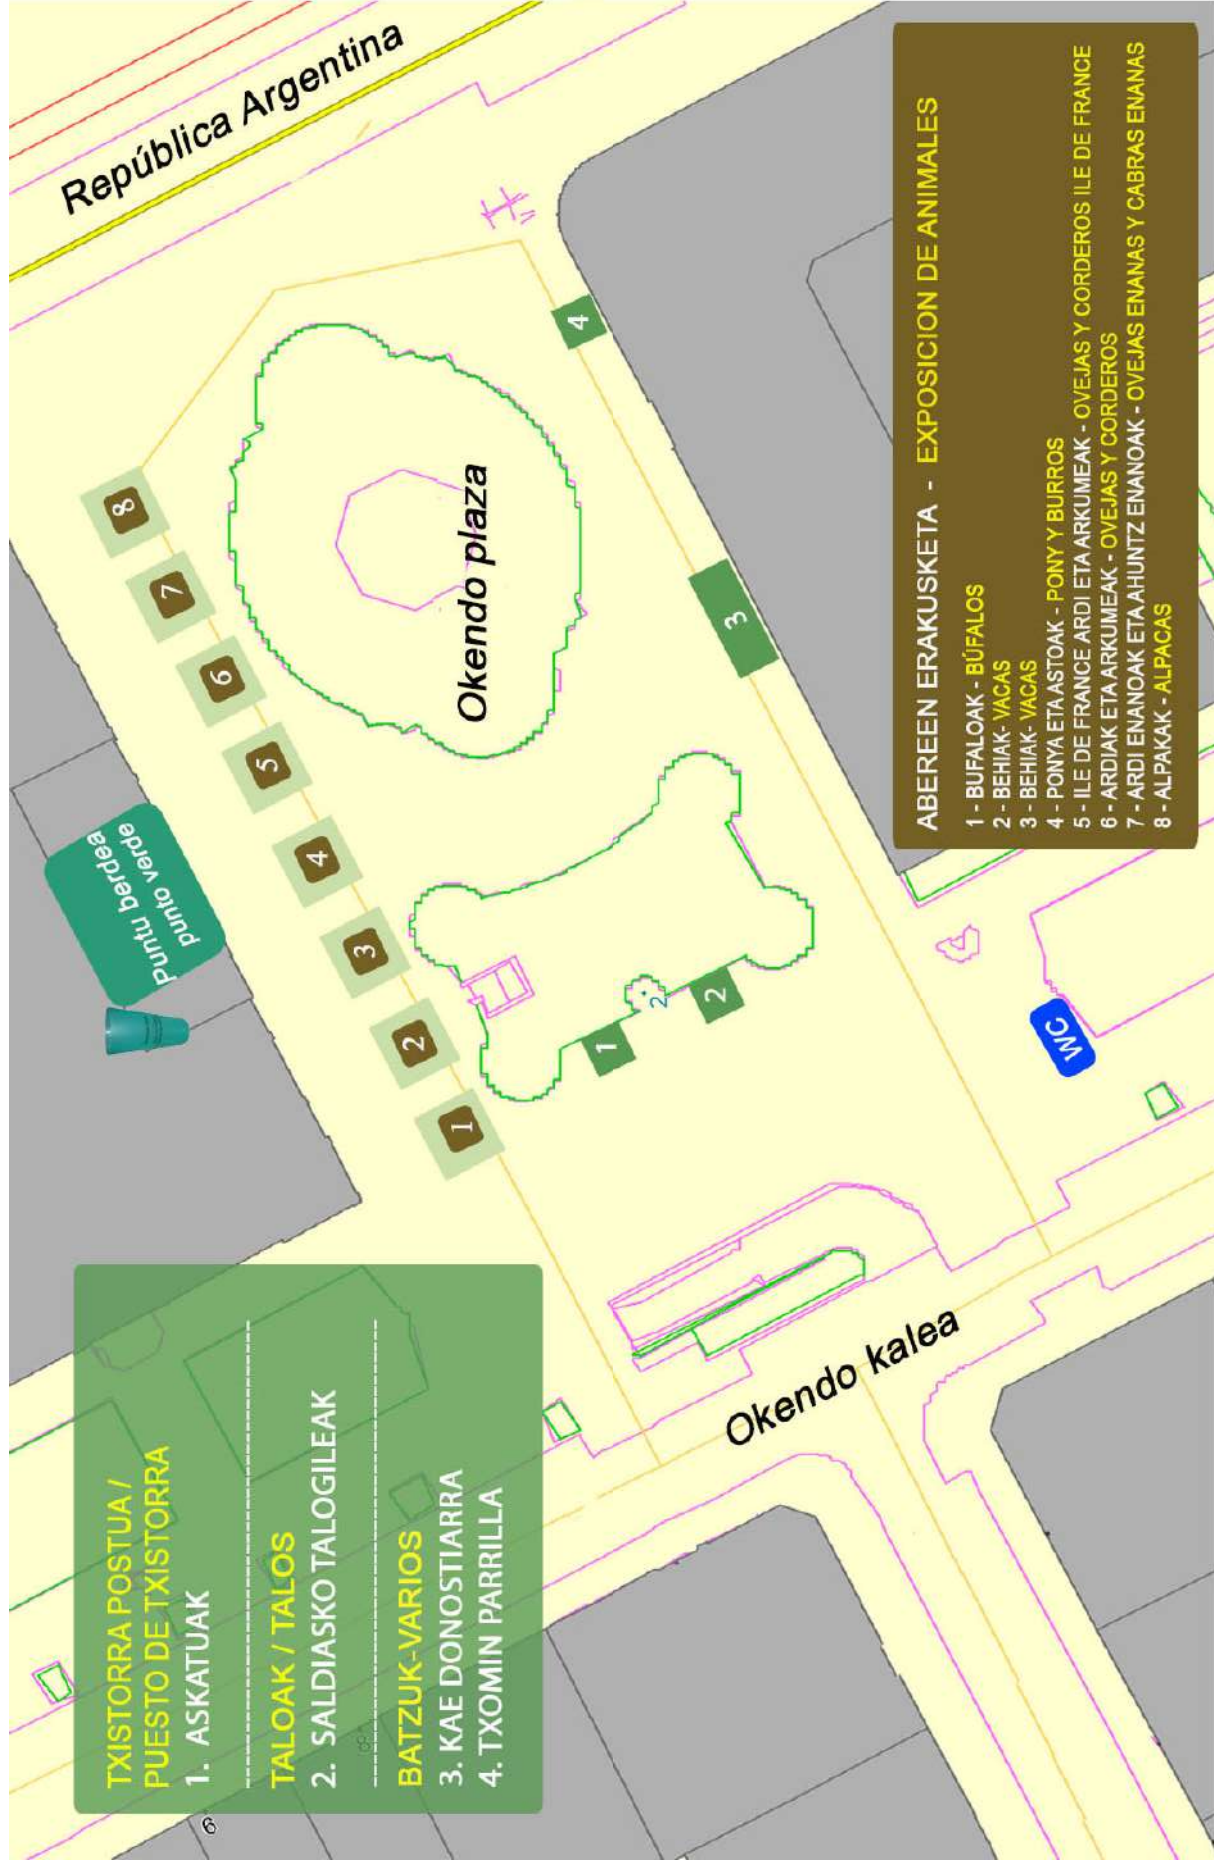 TXISTORRA POSTUA /
PUESTO DE TXISTORRA
1. ASKATUAK
TALOAK / TALOS
2. SALDIASKO TALOGILEAK
BATZUK-VARIOS
3. KAE DONOSTIARRA
4. TXOMIN PARRILLA
6
8
Puntu berdea
punto verde
República Argentina
1
2
3
4
5
6
7
8
Okendo plaza
1
2
2
3
4
Okendo kalea
WC
ABEREEN ERAKUSKETA - EXPOSICION DE ANIMALES
1 - BUFALOAK - BÚFALOS
2 - BEHIAK- VACAS
3 - BEHIAK- VACAS
4 - PONYA ETA ASTOAK - PONY Y BURROS
5 - ILE DE FRANCE ARDI ETA ARKUMEAK - OVEJAS Y CORDEROS ILE DE FRANCE
6 - ARDIAK ETA ARKUMEAK - OVEJAS Y CORDEROS
7 - ARDI ENANOAK ETA AHUNTZ ENANOAK - OVEJAS ENANAS Y CABRAS ENANAS
8 - ALPAKAK - ALPACAS